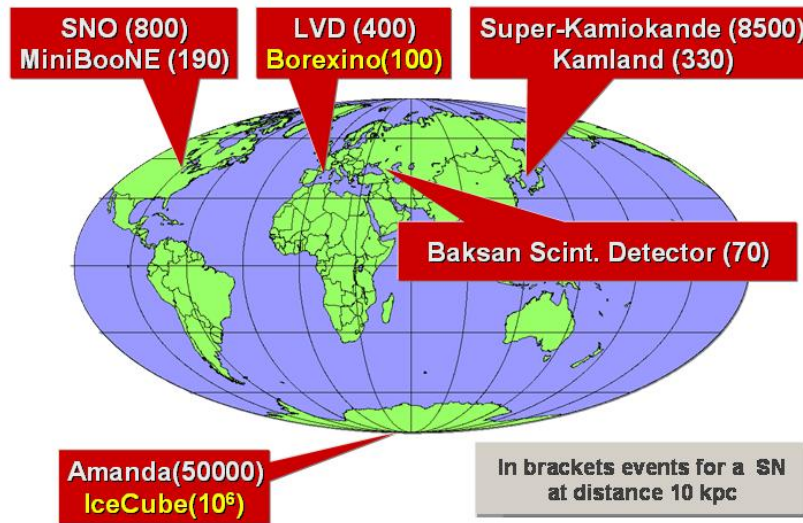 SNO (800)
MiniBooNE (190)
LVD (400)
Borexino(100)
Super-Kamiokande (8500)
Kamland (330)
Baksan Scint. Detector (70)
Amanda(50000)
IceCube(10⁶)
In brackets events for a SN
at distance 10 kpc